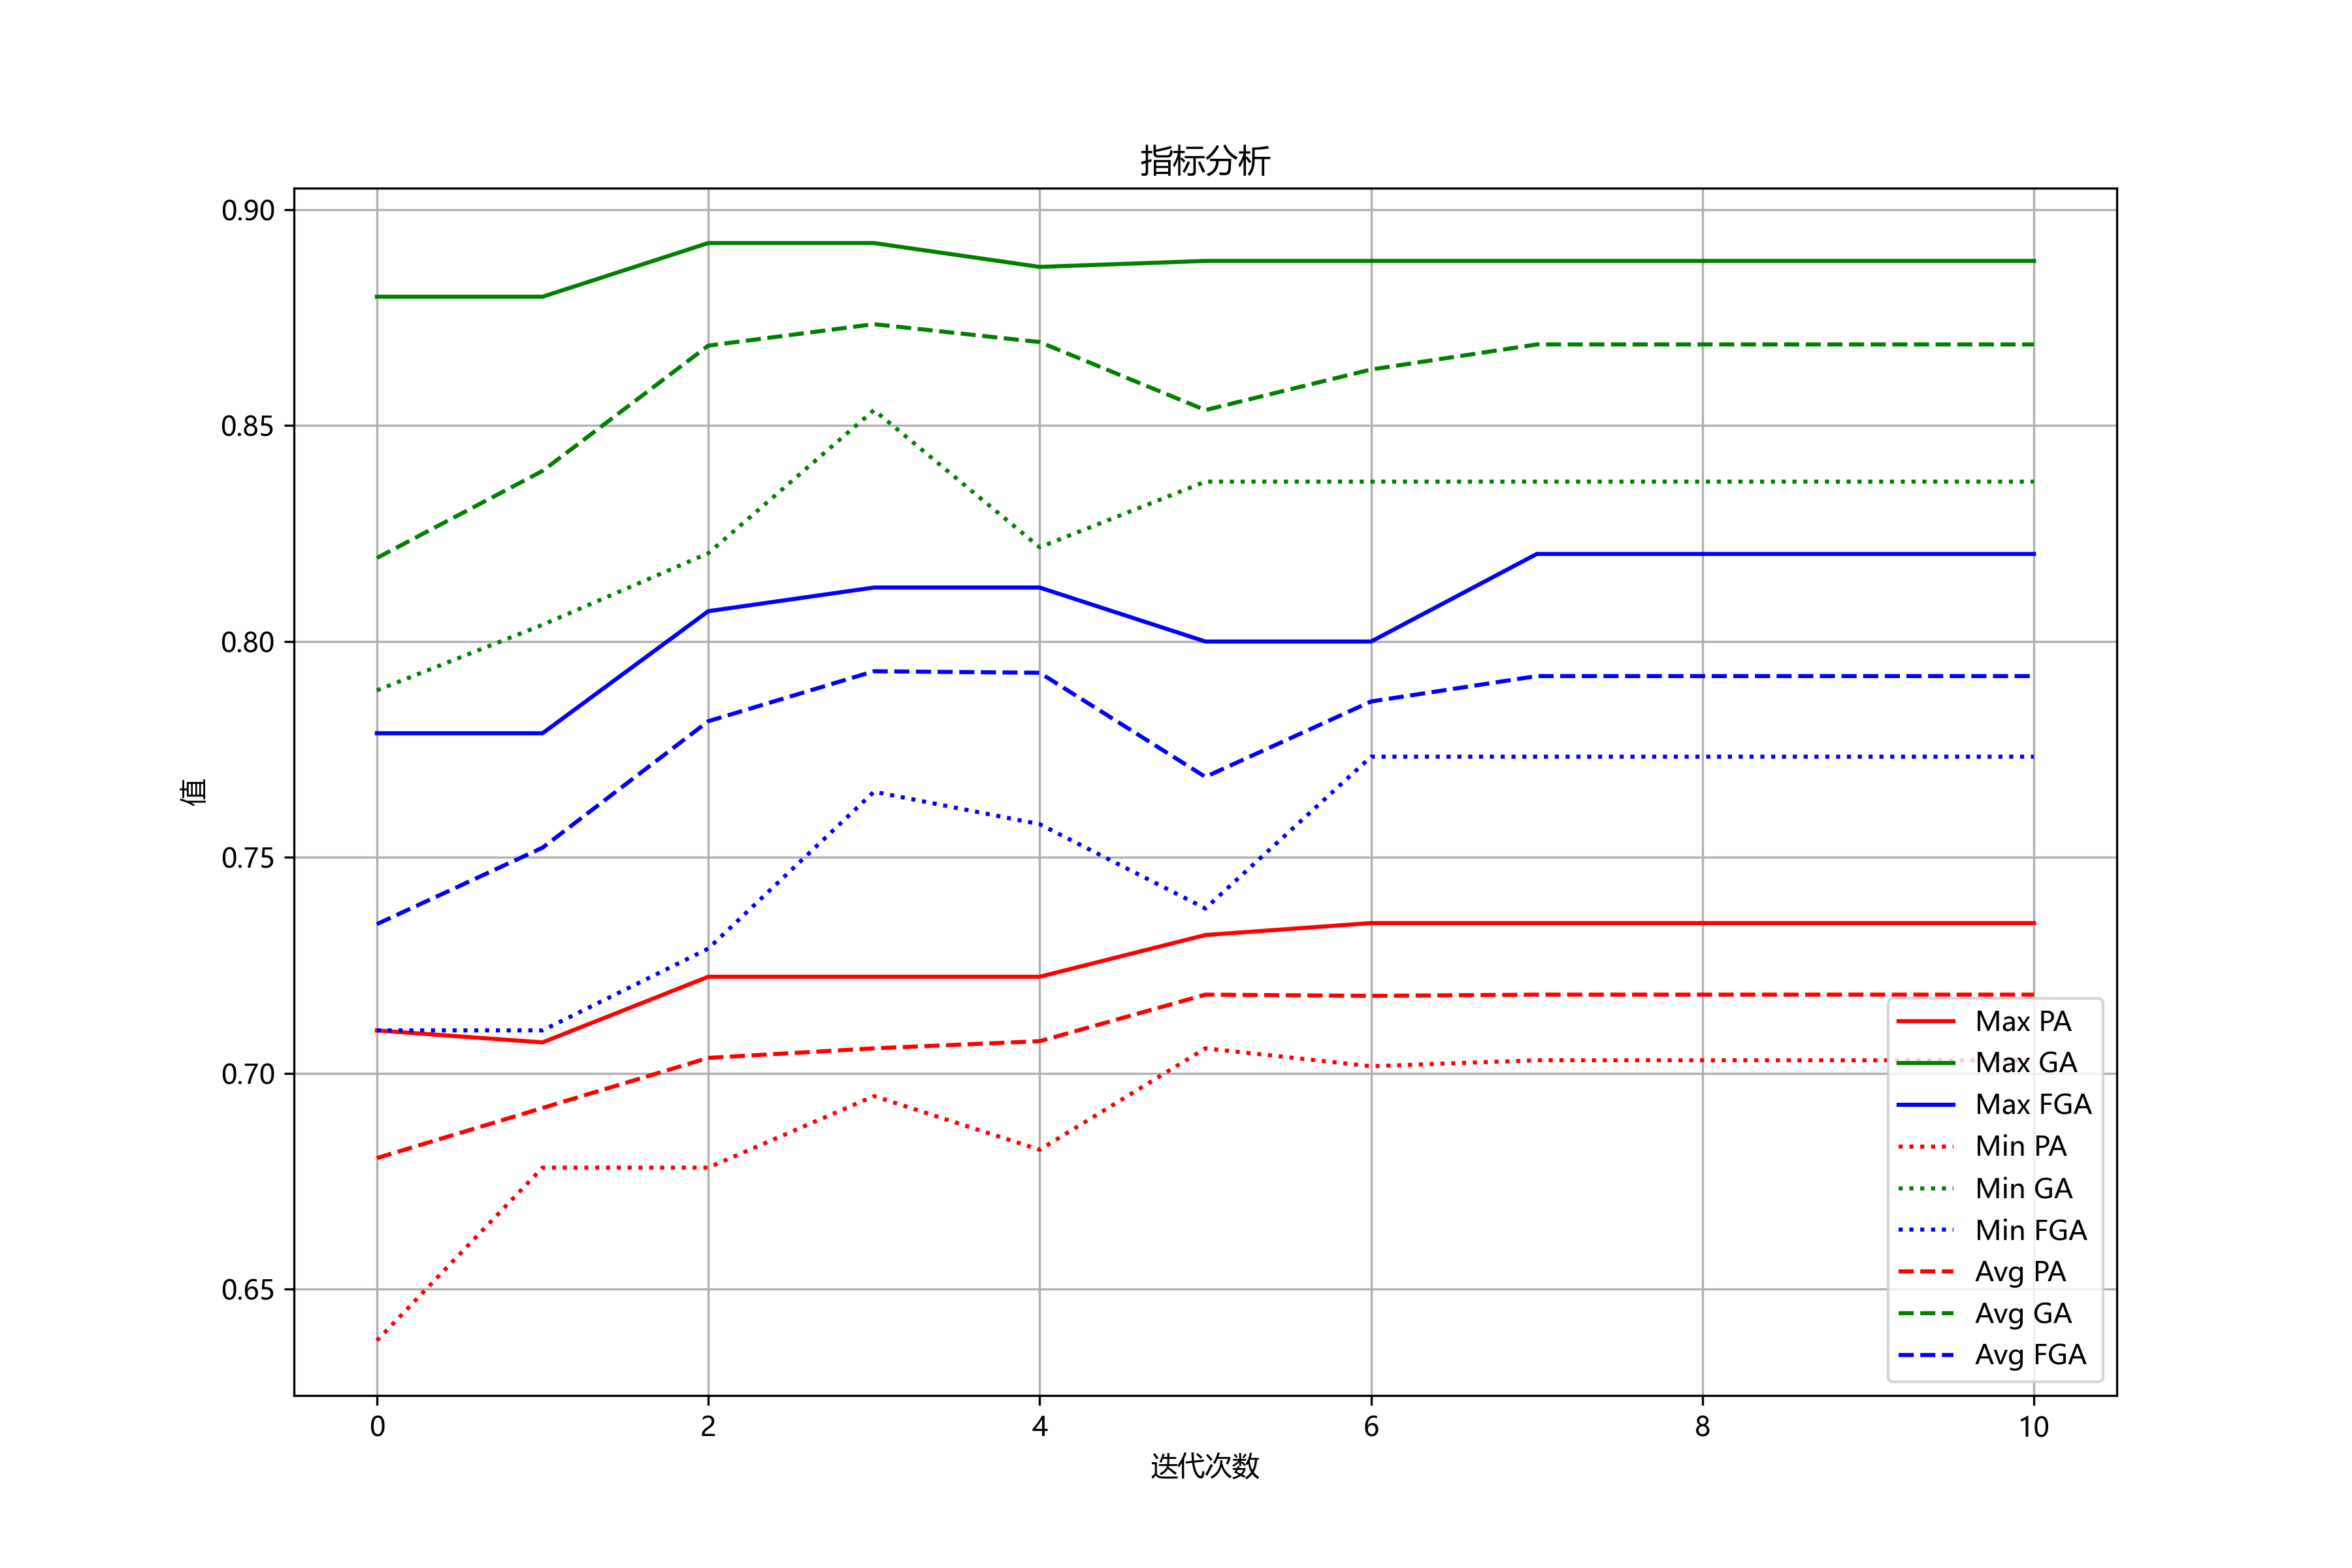 指标分析
值
0.90
0.85
0.80
0.75
0.70
0.65
0
2
4
6
8
10
迭代次数
Max PA
Max GA
Max FGA
Min PA
Min GA
Min FGA
Avg PA
Avg GA
Avg FGA